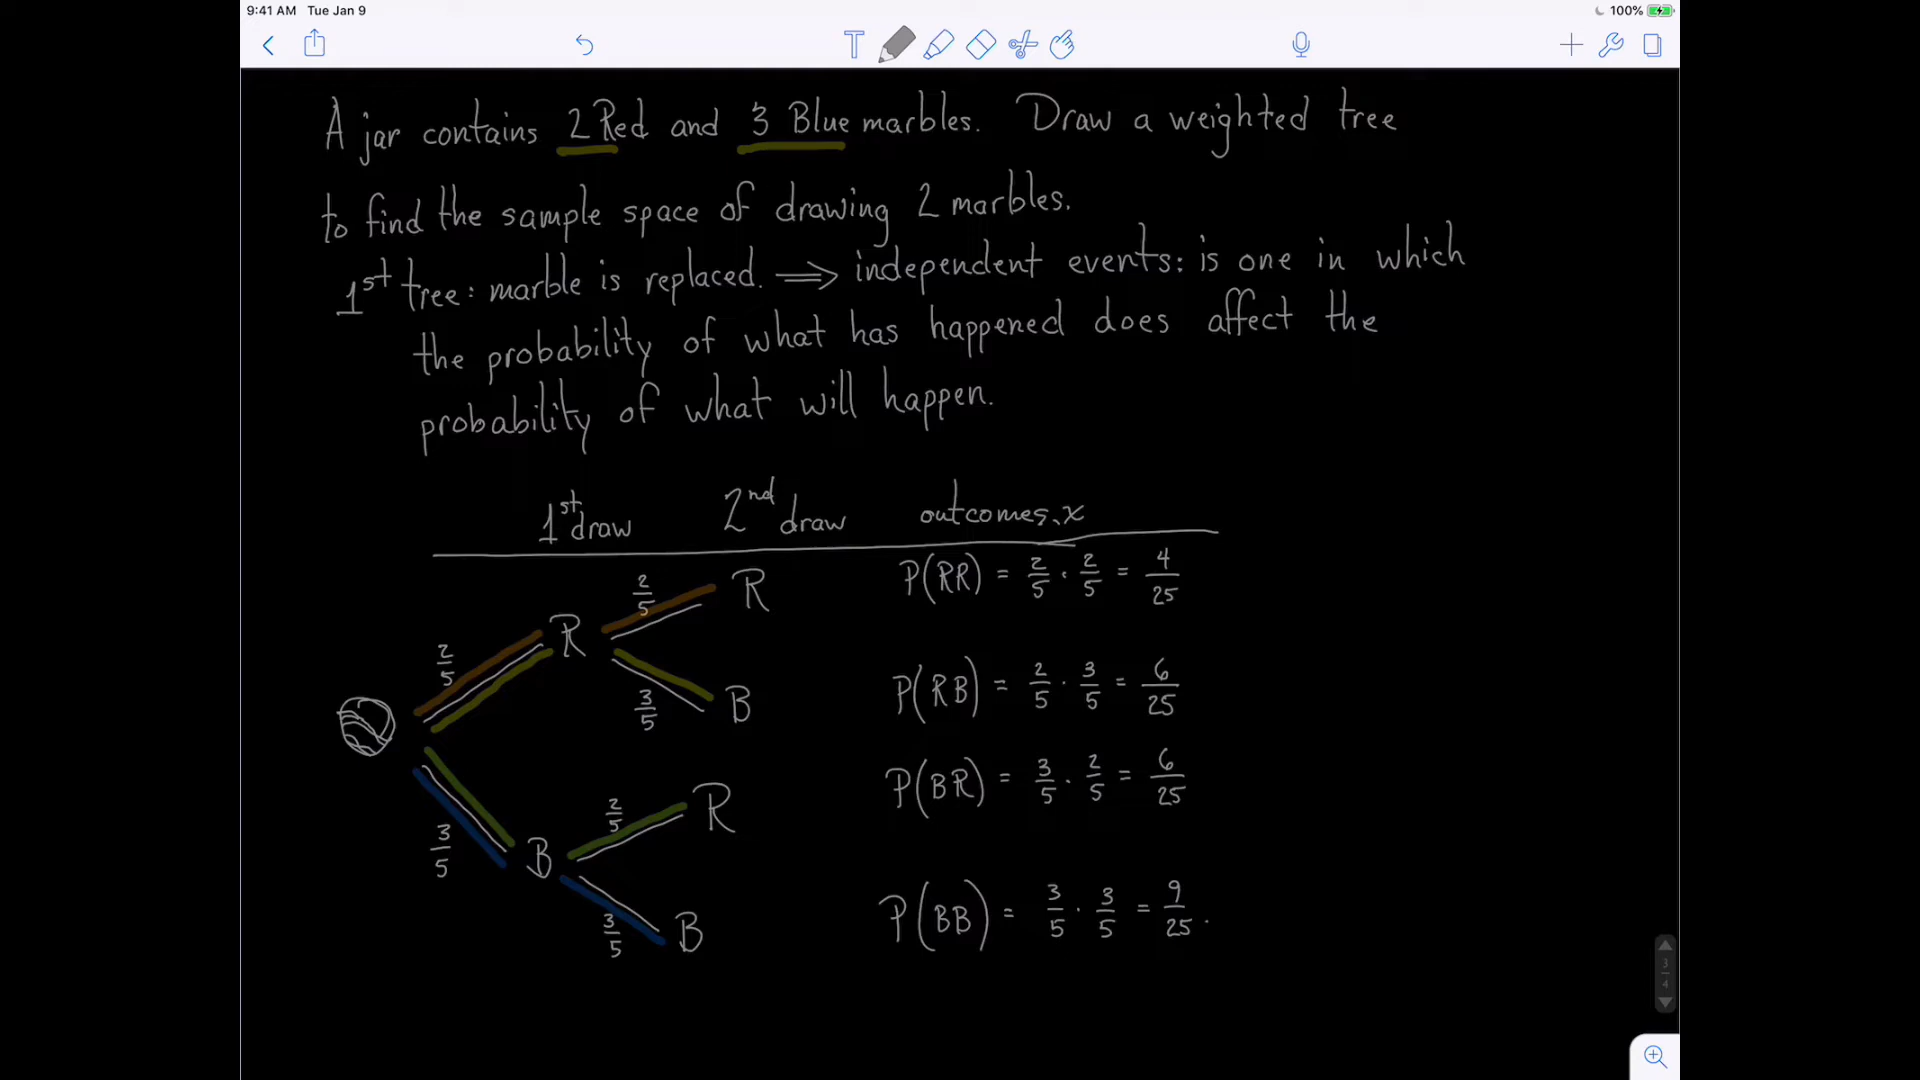 9:41 AM Tue Jan 9
100%
A jar contains 2 Red and 3 Blue marbles. Draw a weighted tree
to find the sample space of drawing 2 marbles.
1st tree: marble is replaced. ⟹ independent events: is one in which
the probability of what has happened does affect the
probability of what will happen.
1st draw 2nd draw outcomes, x
2/5 R 2/5 R P(RR) = 2/5 · 2/5 = 4/25
3/5 B P(RB) = 2/5 · 3/5 = 6/25
3/5 B 2/5 R P(BR) = 3/5 · 2/5 = 6/25
3/5 B P(BB) = 3/5 · 3/5 = 9/25.
3/4